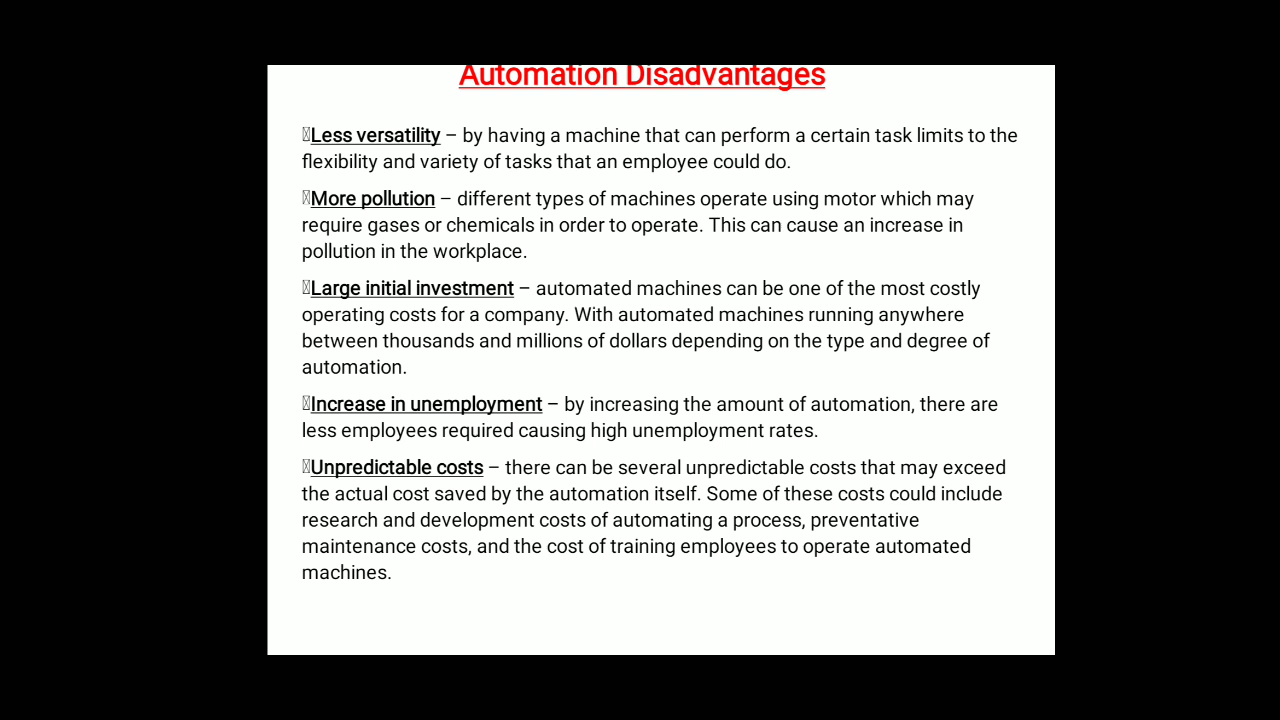 Automation Disadvantages
Less versatility – by having a machine that can perform a certain task limits to the
flexibility and variety of tasks that an employee could do.
More pollution – different types of machines operate using motor which may
require gases or chemicals in order to operate. This can cause an increase in
pollution in the workplace.
Large initial investment – automated machines can be one of the most costly
operating costs for a company. With automated machines running anywhere
between thousands and millions of dollars depending on the type and degree of
automation.
Increase in unemployment – by increasing the amount of automation, there are
less employees required causing high unemployment rates.
Unpredictable costs – there can be several unpredictable costs that may exceed
the actual cost saved by the automation itself. Some of these costs could include
research and development costs of automating a process, preventative
maintenance costs, and the cost of training employees to operate automated
machines.